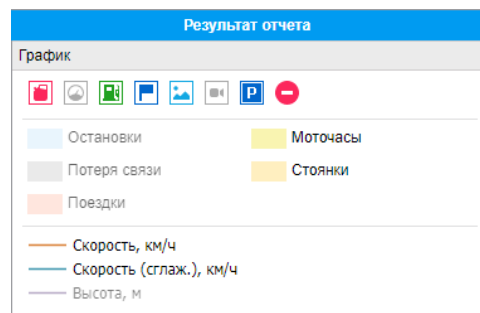 Результат отчета
График
P
Остановки Моточасы
Потеря связи Стоянки
Поездки
Скорость, км/ч
Скорость (сглаж.), км/ч
Высота, м